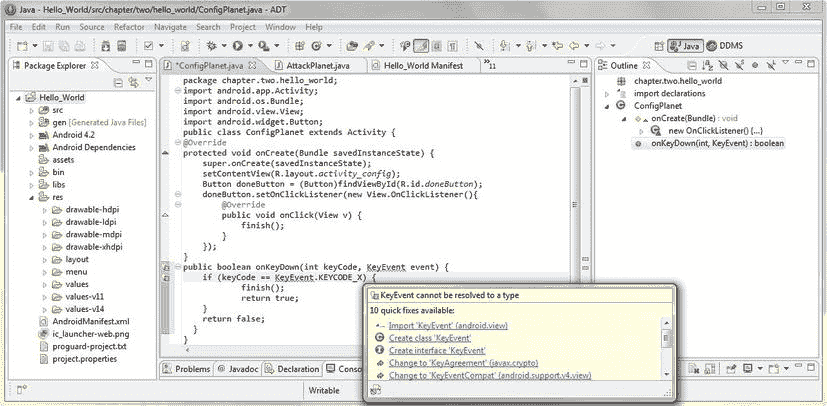 Java - Hello_World/src/chapter/two/hello_world/ConfigPlanet.java - ADT
File Edit Run Source Refactor Navigate Search Project Window Help
Java DDMS
Package Explorer
Hello_World
src
gen [Generated Java Files]
Android 4.2
Android Dependencies
assets
bin
libs
res
drawable-hdpi
drawable-ldpi
drawable-mdpi
drawable-xhdpi
layout
menu
values
values-v11
values-v14
AndroidManifest.xml
ic_launcher-web.png
proguard-project.txt
project.properties
*ConfigPlanet.java AttackPlanet.java Hello_World Manifest »11
package chapter.two.hello_world;
import android.app.Activity;
import android.os.Bundle;
import android.view.View;
import android.widget.Button;
public class ConfigPlanet extends Activity {
@Override
protected void onCreate(Bundle savedInstanceState) {
super.onCreate(savedInstanceState);
setContentView(R.layout.activity_config);
Button doneButton = (Button)findViewById(R.id.doneButton);
doneButton.setOnClickListener(new View.OnClickListener(){
@Override
public void onClick(View v) {
finish();
}
});
}
public boolean onKeyDown(int keyCode, KeyEvent event) {
if (keyCode == KeyEvent.KEYCODE_X) {
finish();
return true;
}
return false;
}
}
KeyEvent cannot be resolved to a type
10 quick fixes available:
Import 'KeyEvent' (android.view)
Create class 'KeyEvent'
Create interface 'KeyEvent'
Change to 'KeyAgreement' (javax.crypto)
Change to 'KeyEventCompat' (android.support.v4.view)
Problems Javadoc Declaration Conso
Writable
Outline
chapter.two.hello_world
import declarations
ConfigPlanet
onCreate(Bundle) : void
new OnClickListener() {...}
onKeyDown(int, KeyEvent) : boolean